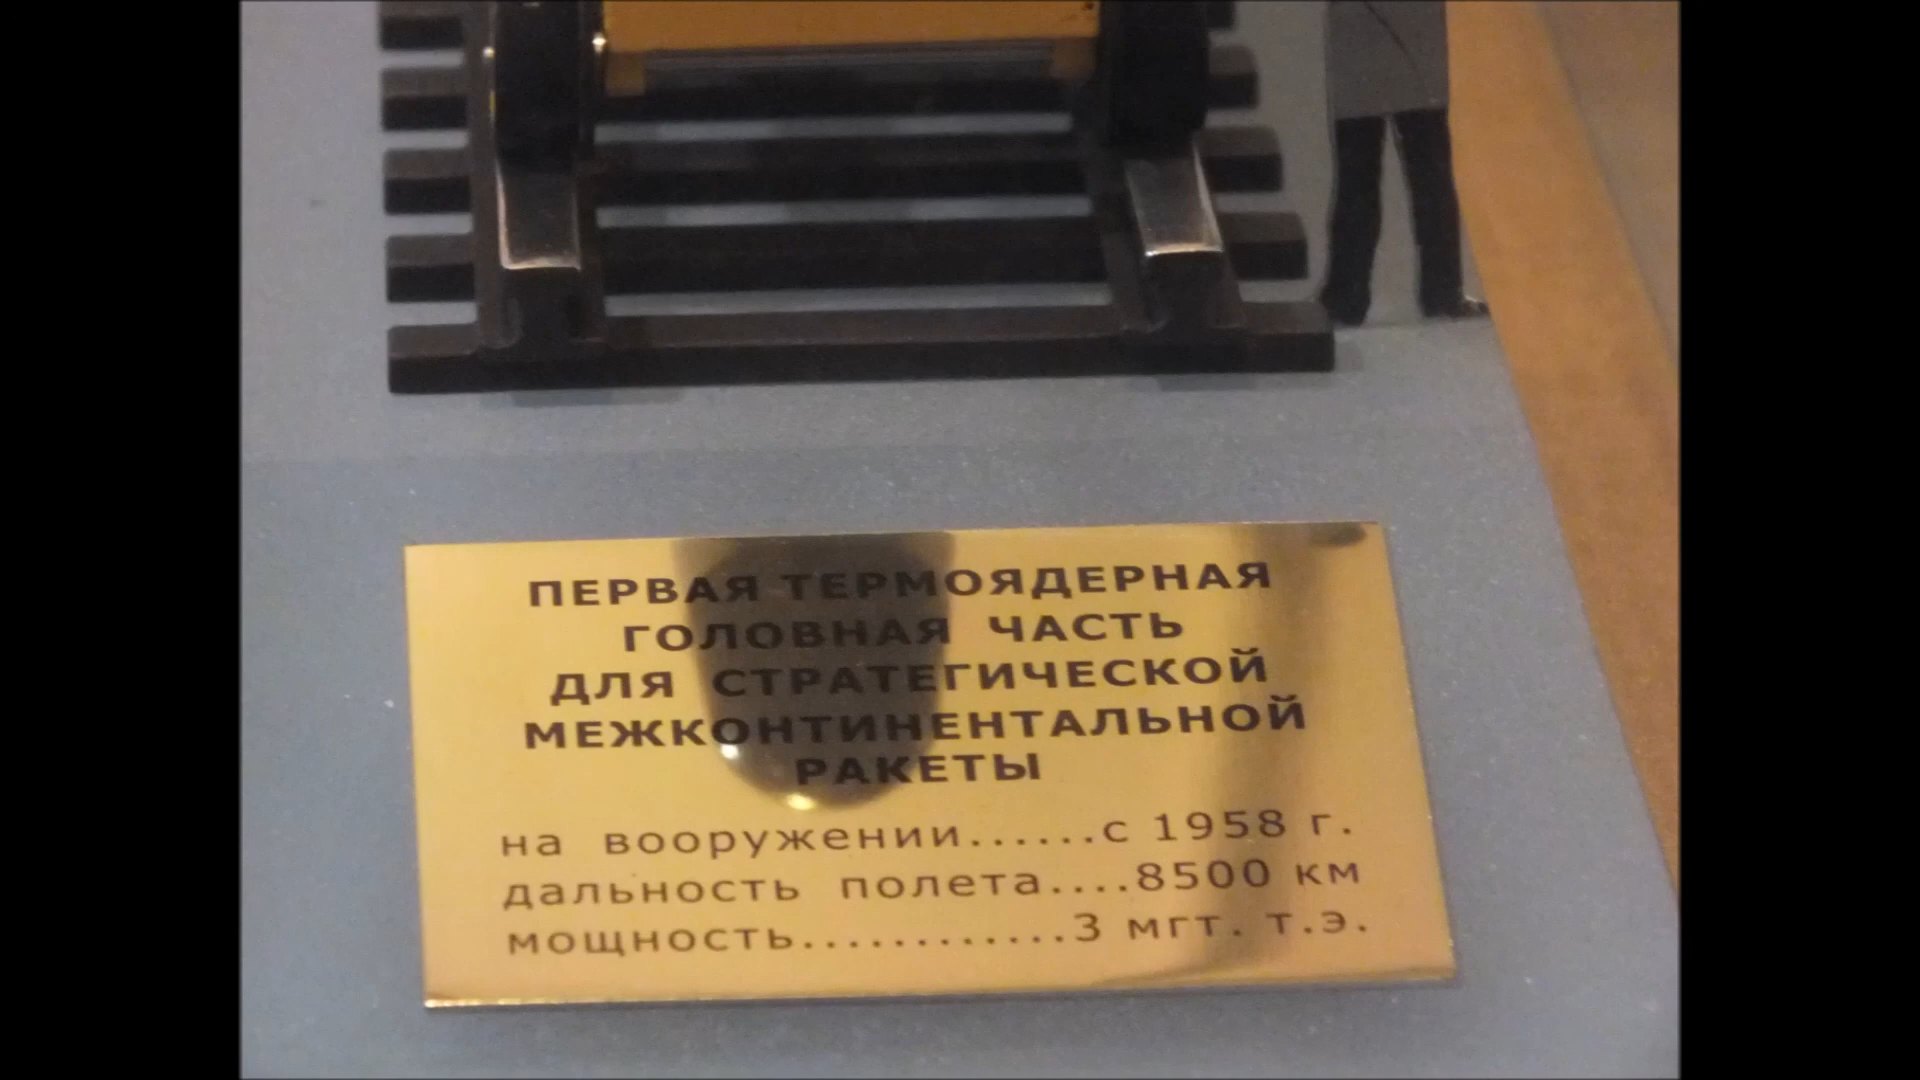 ПЕРВАЯ ТЕРМОЯДЕРНАЯ
ГОЛОВНАЯ ЧАСТЬ
ДЛЯ СТРАТЕГИЧЕСКОЙ
МЕЖКОНТИНЕНТАЛЬНОЙ
РАКЕТЫ
на вооружении......с 1958 г.
дальность полета....8500 км
мощность............3 мгт. т.э.